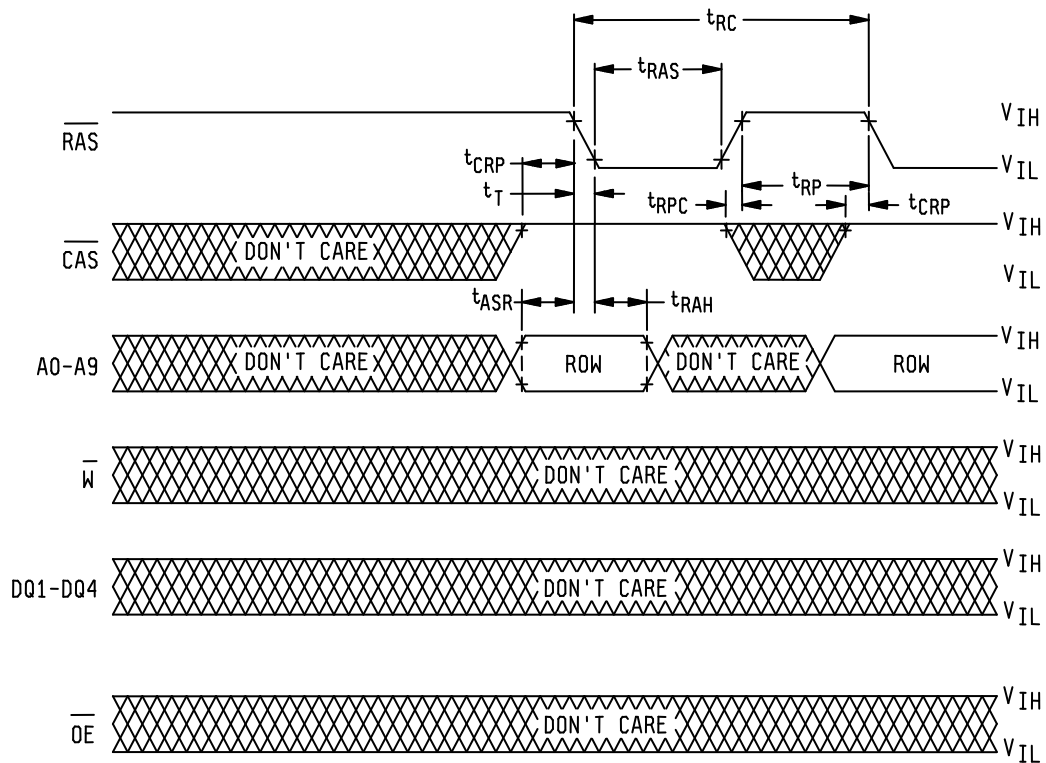 tRC
tRAS
RAS
VIH
VIL
tCRP
tT
tRP
tRPC
tCRP
CAS
DON'T CARE
VIH
VIL
tASR
tRAH
A0-A9
DON'T CARE
ROW
DON'T CARE
ROW
VIH
VIL
W
DON'T CARE
VIH
VIL
DQ1-DQ4
DON'T CARE
VIH
VIL
OE
DON'T CARE
VIH
VIL